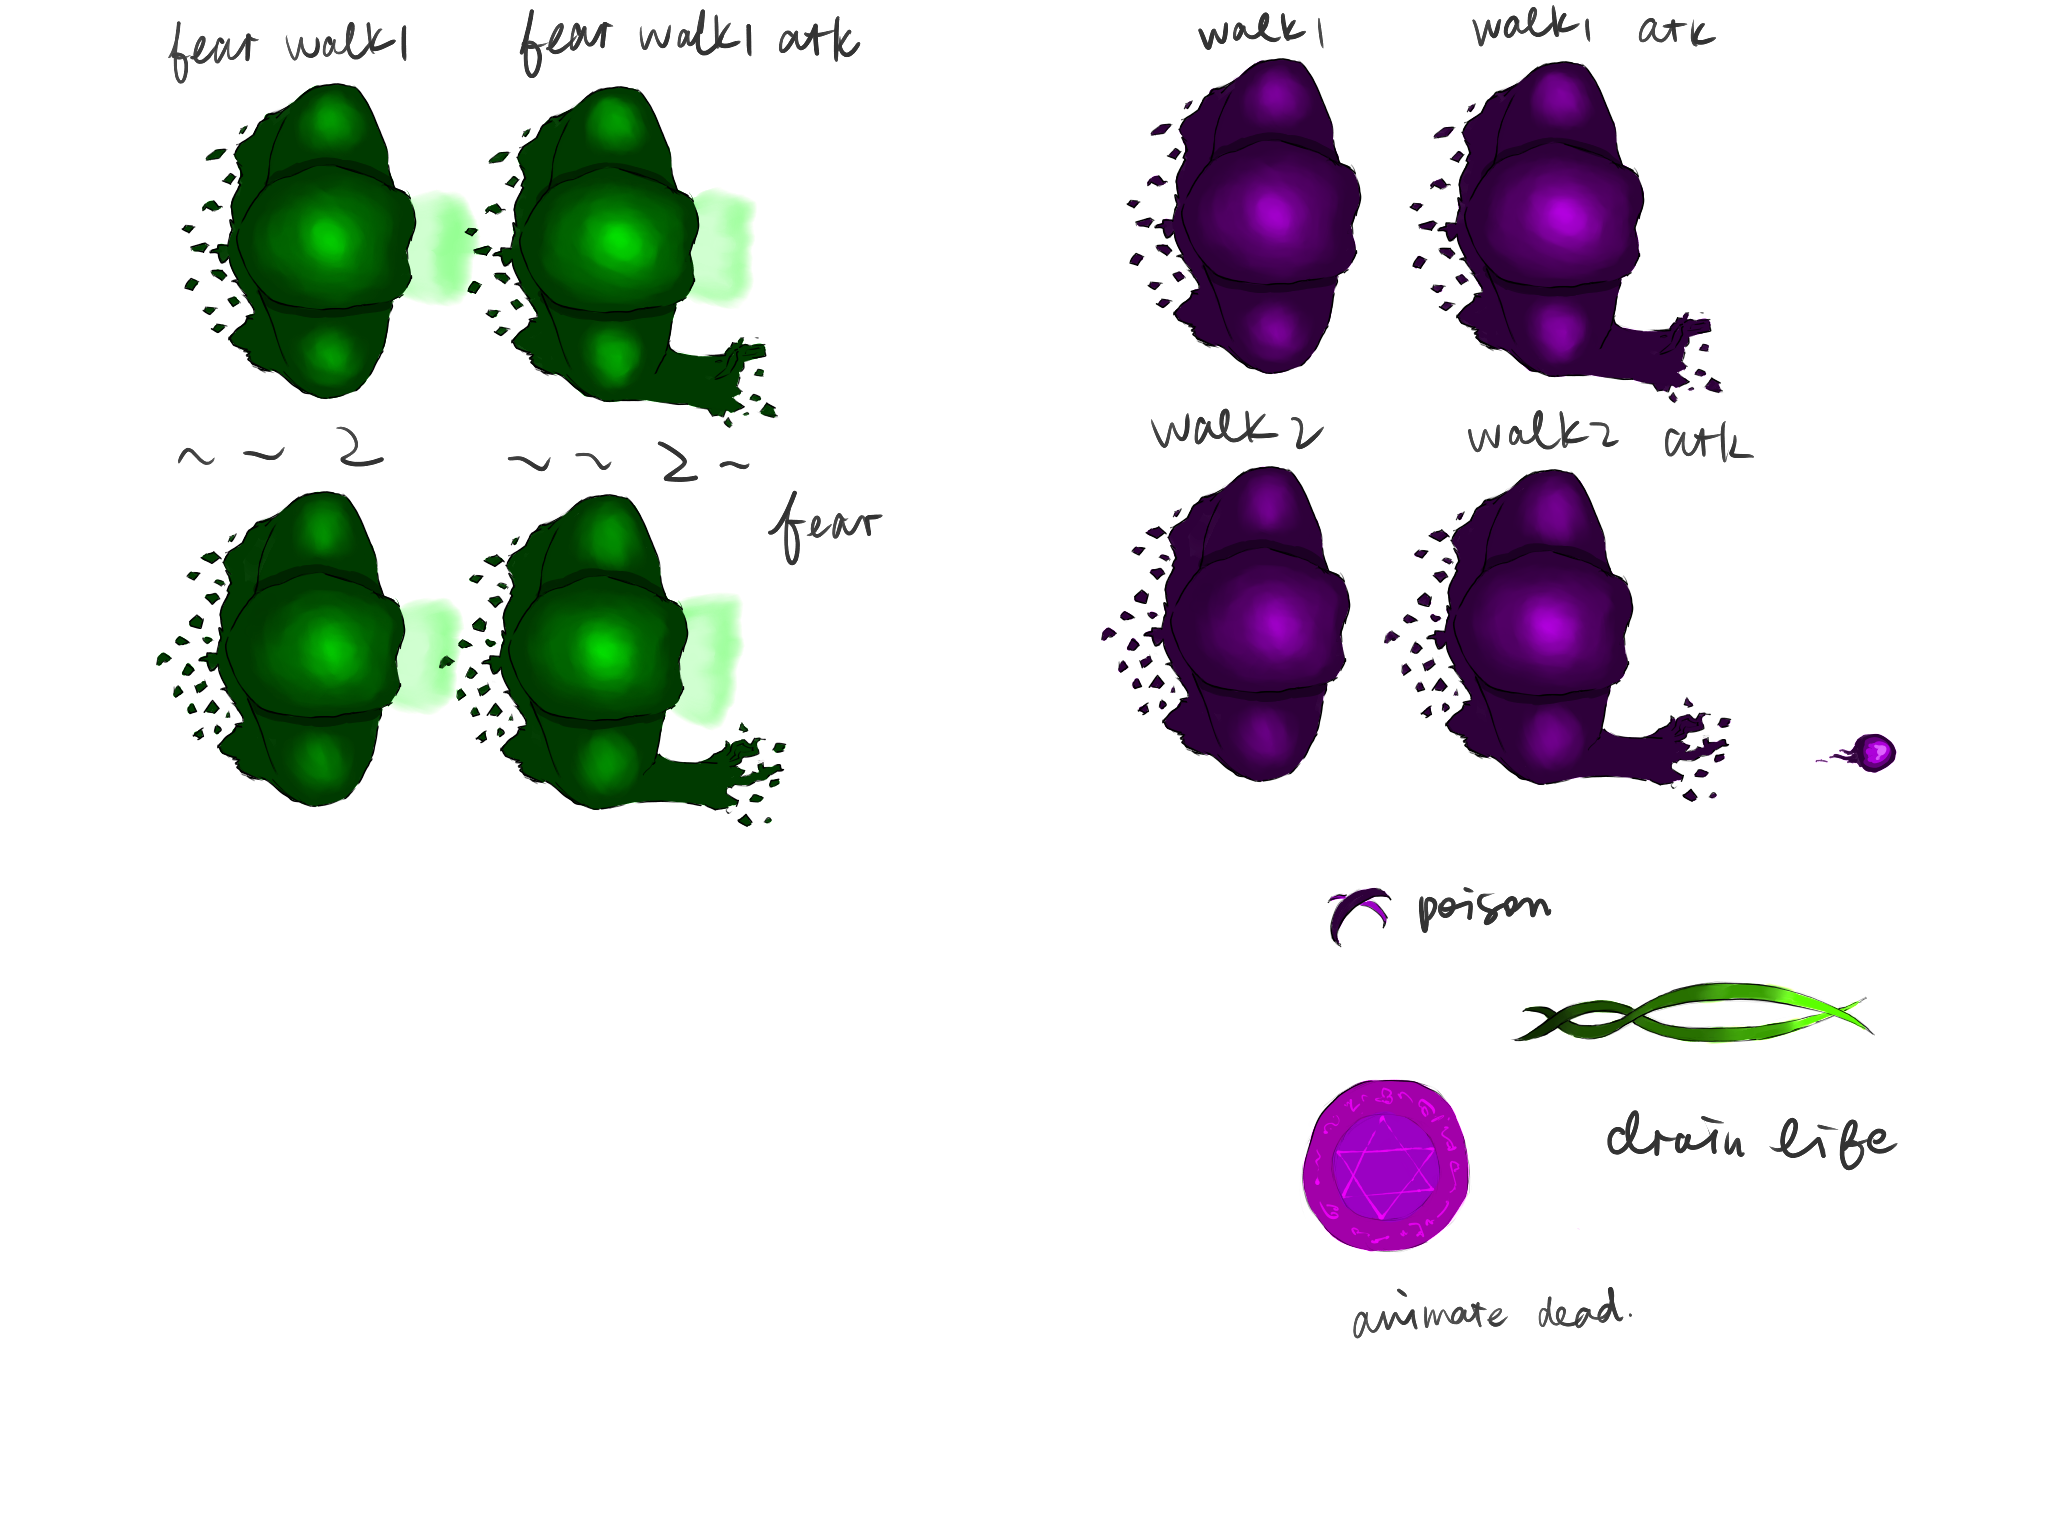 fear walk1
fear walk1 atk
walk1
walk1 atk
~ ~ 2
~ ~ 2 ~
fear
walk2
walk2 atk
poison
drain life
animate dead.